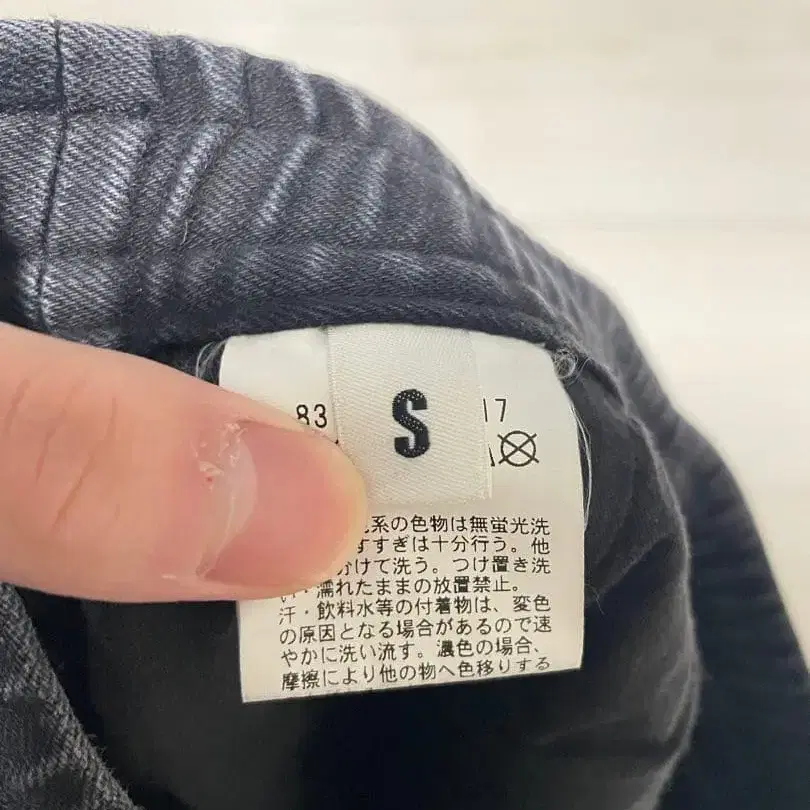 83
S
17
系の色物は無蛍光洗
すすぎは十分行う。他
分けて洗う。つけ置き洗
い・濡れたままの放置禁止。
汗・飲料水等の付着物は、変色
の原因となる場合があるので速
やかに洗い流す。濃色の場合、
摩擦により他の物へ色移りする